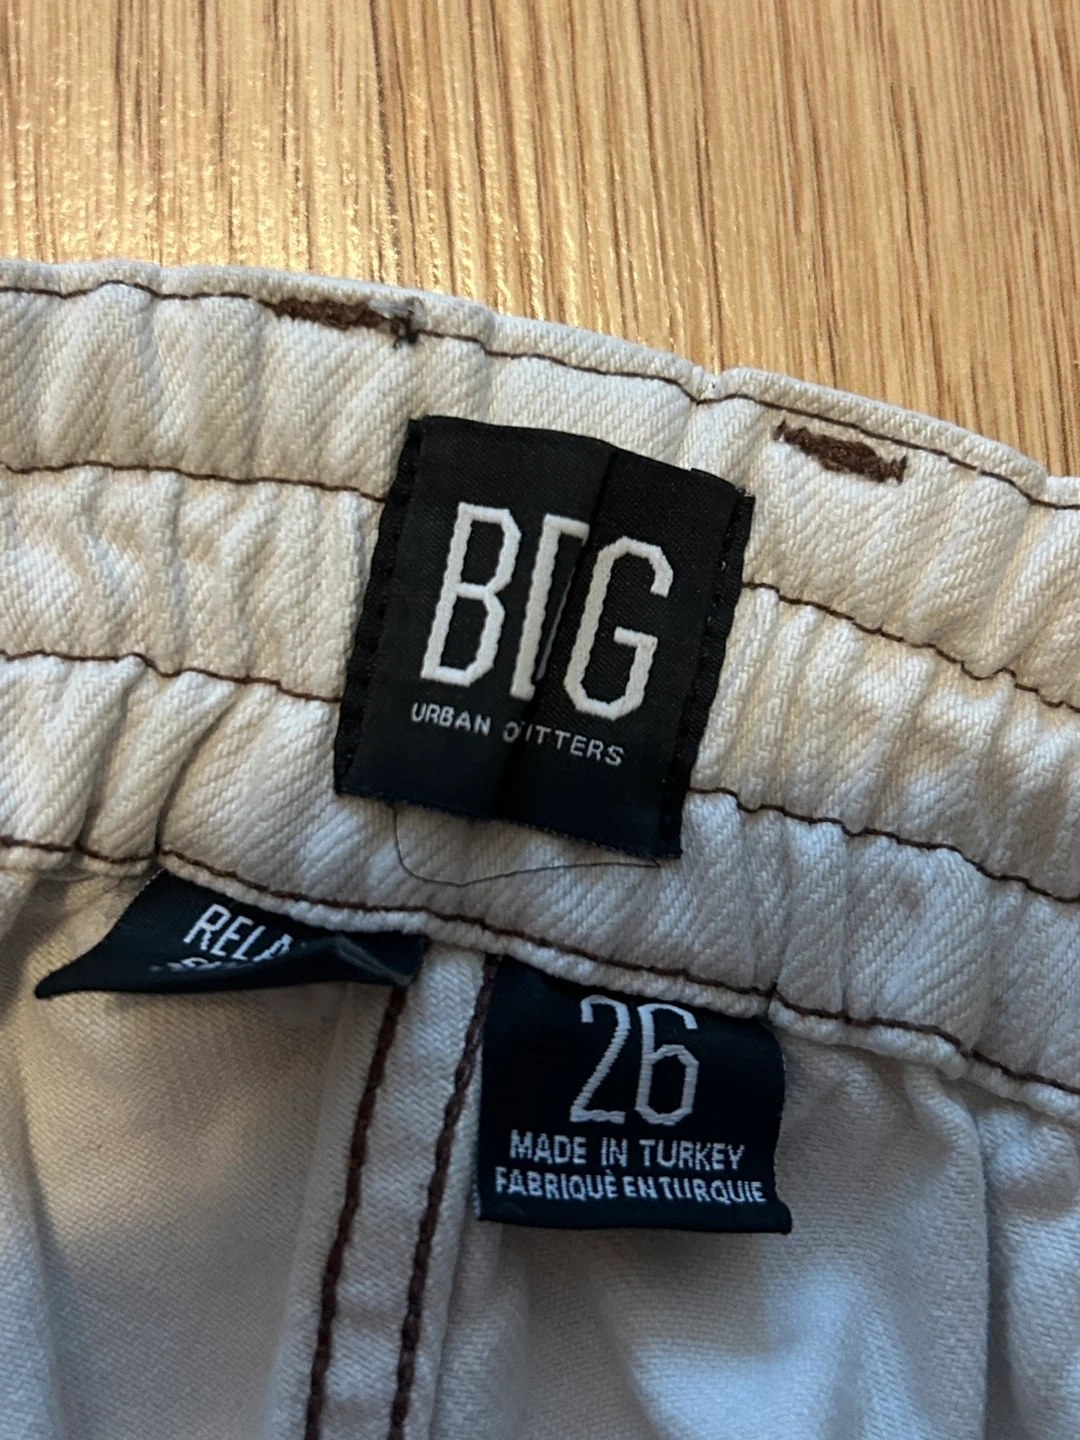 BDG
URBAN OUTFITTERS
RELA
26
MADE IN TURKEY
FABRIQUÈ EN TURQUIE